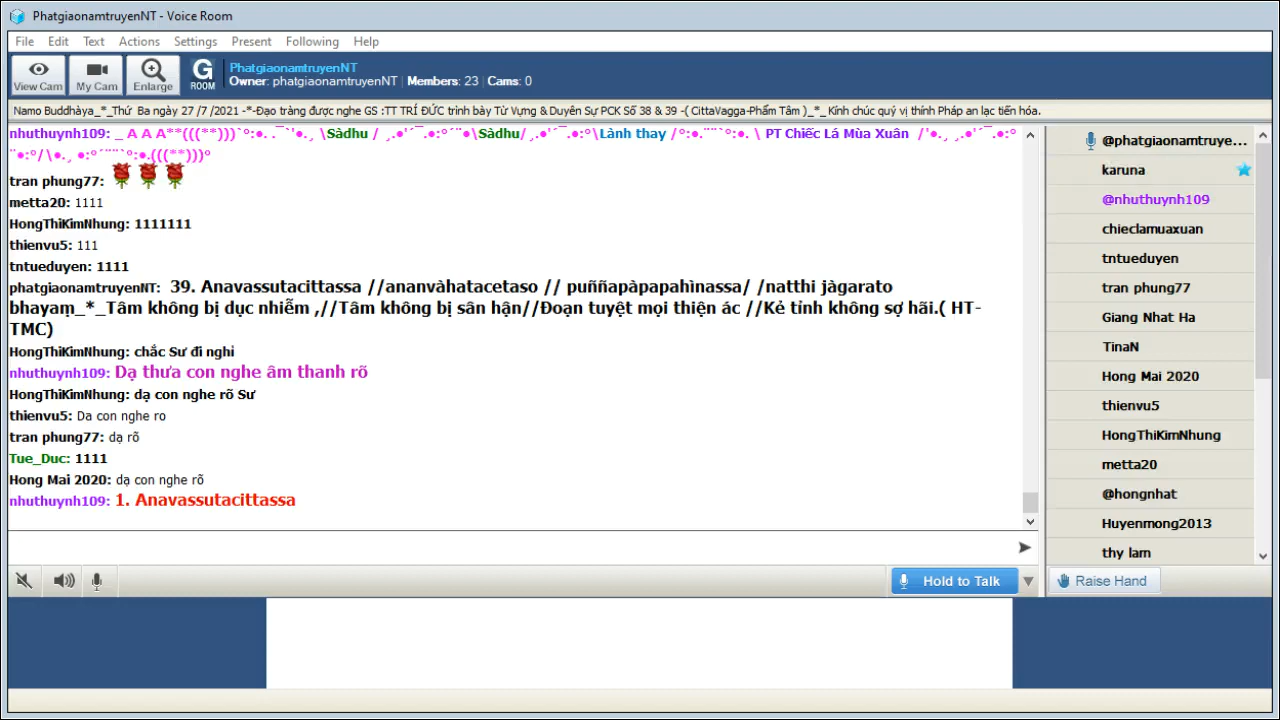 PhatgiaonamtruyenNT - Voice Room
File Edit Text Actions Settings Present Following Help
View Cam My Cam Enlarge G ROOM
PhatgiaonamtruyenNT
Owner: phatgiaonamtruyenNT | Members: 23 | Cams: 0
Namo Buddhàya_*_Thứ Ba ngày 27 /7 /2021 -*-Đạo tràng được nghe GS :TT TRÍ ĐỨC trình bày Từ Vựng & Duyên Sự PCK Số 38 & 39 -( CittaVagga-Phẩm Tâm )_*_ Kính chúc quý vị thính Pháp an lạc tiến hóa.
nhuthuynh109: _ A A A**(((**)))`°:•. . ¯`'•.¸ \Sàdhu / ¸.•'´¯.•:°´¨•\Sàdhu/¸.•'´¯.•:°\Lành thay /°:•.¨¨`°:•. \ PT Chiếc Lá Mùa Xuân /'•.¸ ¸.•'´¯.•:°
¨•:°/\•.¸ •:°´¨¨`°:•.(((**)))°
tran phung77:
metta20: 1111
HongThiKimNhung: 1111111
thienvu5: 111
tntueduyen: 1111
phatgiaonamtruyenNT: 39. Anavassutacittassa //ananvàhatacetaso // puññapàpapahìnassa/ /natthi jàgarato
bhayaṃ_*_Tâm không bị dục nhiễm ,//Tâm không bị sân hận//Đoạn tuyệt mọi thiện ác //Kẻ tỉnh không sợ hãi.( HT-
TMC)
HongThiKimNhung: chắc Sư đi nghỉ
nhuthuynh109: Dạ thưa con nghe âm thanh rõ
HongThiKimNhung: dạ con nghe rõ Sư
thienvu5: Da con nghe ro
tran phung77: dạ rõ
Tue_Duc: 1111
Hong Mai 2020: dạ con nghe rõ
nhuthuynh109: 1. Anavassutacittassa
@phatgiaonamtruye...
karuna
@nhuthuynh109
chieclamuaxuan
tntueduyen
tran phung77
Giang Nhat Ha
TinaN
Hong Mai 2020
thienvu5
HongThiKimNhung
metta20
@hongnhat
Huyenmong2013
thy lam
Hold to Talk
Raise Hand